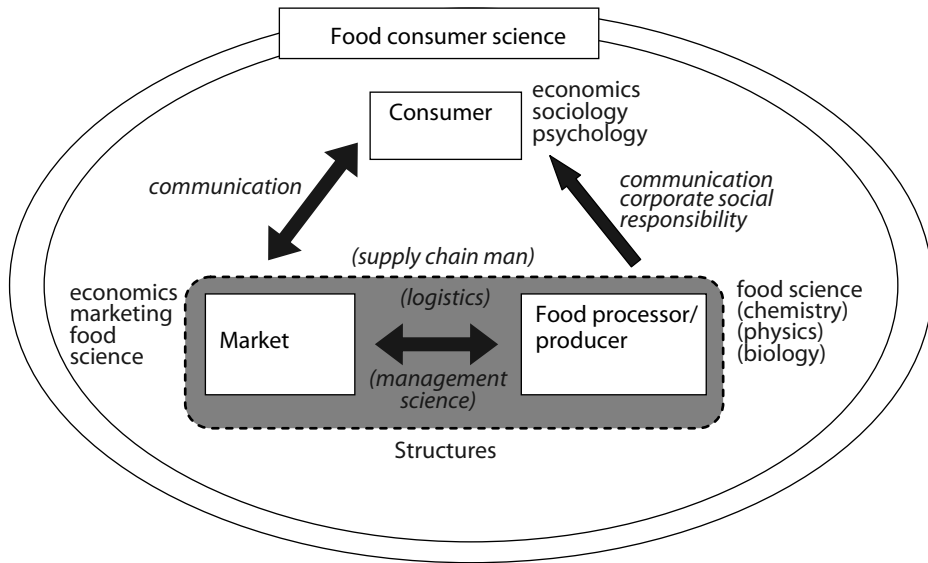 Food consumer science
Consumer
economics
sociology
psychology
communication
communication
corporate social
responsibility
(supply chain man)
economics
marketing
food
science
Market
(logistics)
(management
science)
Food processor/
producer
food science
(chemistry)
(physics)
(biology)
Structures